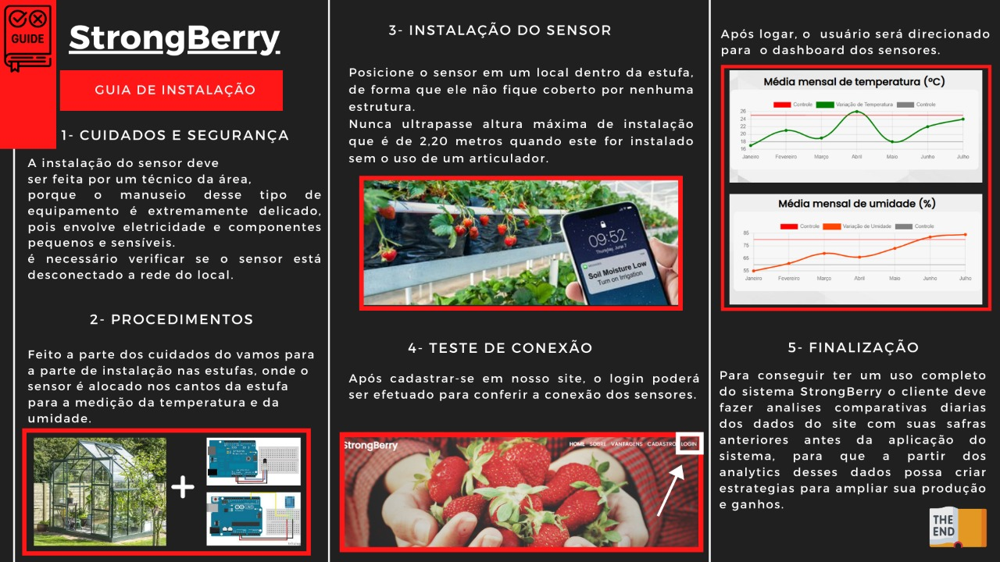 GUIDE
StrongBerry
GUIA DE INSTALAÇÃO
1- CUIDADOS E SEGURANÇA
A instalação do sensor deve
ser feita por um técnico da área,
porque o manuseio desse tipo de
equipamento é extremamente delicado,
pois envolve eletricidade e componentes
pequenos e sensíveis.
é necessário verificar se o sensor está
desconectado a rede do local.
2- PROCEDIMENTOS
Feito a parte dos cuidados do vamos para
a parte de instalação nas estufas, onde o
sensor é alocado nos cantos da estufa
para a medição da temperatura e da
umidade.
3- INSTALAÇÃO DO SENSOR
Posicione o sensor em um local dentro da estufa,
de forma que ele não fique coberto por nenhuma
estrutura.
Nunca ultrapasse altura máxima de instalação
que é de 2,20 metros quando este for instalado
sem o uso de um articulador.
09:52
Thursday, June 7
Soil Moisture Low
Turn on Irrigation
4- TESTE DE CONEXÃO
Após cadastrar-se em nosso site, o login poderá
ser efetuado para conferir a conexão dos sensores.
StrongBerry
HOME SOBRE VANTAGENS CADASTRO LOGIN
Após logar, o usuário será direcionado
para o dashboard dos sensores.
Média mensal de temperatura (°C)
Controle Variação de Temperatura Controle
26
24
22
20
18
16
Janeiro Fevereiro Março Abril Maio Junho Julho
Média mensal de umidade (%)
Controle Variação de Umidade Controle
85
75
65
55
Janeiro Fevereiro Março Abril Maio Junho Julho
5- FINALIZAÇÃO
Para conseguir ter um uso completo
do sistema StrongBerry o cliente deve
fazer analises comparativas diarias
dos dados do site com suas safras
anteriores antes da aplicação do
sistema, para que a partir dos
analytics desses dados possa criar
estrategias para ampliar sua produção
e ganhos.
THE
END